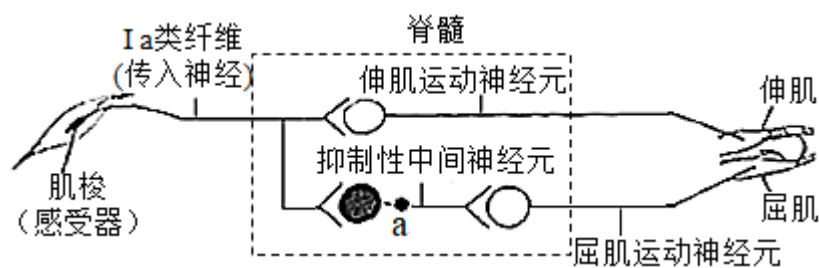 Ia类纤维
(传入神经)
脊髓
伸肌运动神经元
伸肌
抑制性中间神经元
肌梭
(感受器)
a
屈肌
屈肌运动神经元